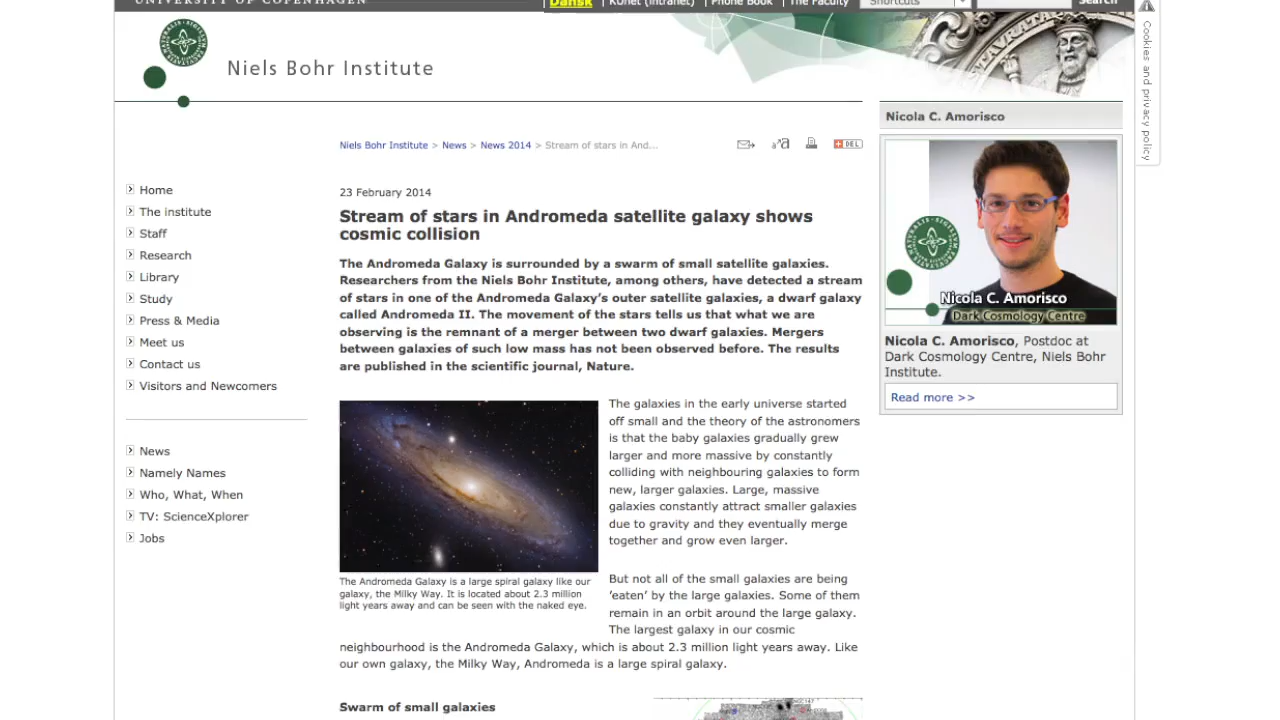 UNIVERSITY OF COPENHAGEN
Dansk | KUnet (intranet) | Phone Book | The Faculty
Shortcuts
Search
Cookies and privacy policy
Niels Bohr Institute
Niels Bohr Institute > News > News 2014 > Stream of stars in And...
DEL
Home
The institute
Staff
Research
Library
Study
Press & Media
Meet us
Contact us
Visitors and Newcomers
News
Namely Names
Who, What, When
TV: ScienceXplorer
Jobs
23 February 2014
Stream of stars in Andromeda satellite galaxy shows
cosmic collision
The Andromeda Galaxy is surrounded by a swarm of small satellite galaxies.
Researchers from the Niels Bohr Institute, among others, have detected a stream
of stars in one of the Andromeda Galaxy's outer satellite galaxies, a dwarf galaxy
called Andromeda II. The movement of the stars tells us that what we are
observing is the remnant of a merger between two dwarf galaxies. Mergers
between galaxies of such low mass has not been observed before. The results
are published in the scientific journal, Nature.
The galaxies in the early universe started
off small and the theory of the astronomers
is that the baby galaxies gradually grew
larger and more massive by constantly
colliding with neighbouring galaxies to form
new, larger galaxies. Large, massive
galaxies constantly attract smaller galaxies
due to gravity and they eventually merge
together and grow even larger.
The Andromeda Galaxy is a large spiral galaxy like our
galaxy, the Milky Way. It is located about 2.3 million
light years away and can be seen with the naked eye.
But not all of the small galaxies are being
'eaten' by the large galaxies. Some of them
remain in an orbit around the large galaxy.
The largest galaxy in our cosmic
neighbourhood is the Andromeda Galaxy, which is about 2.3 million light years away. Like
our own galaxy, the Milky Way, Andromeda is a large spiral galaxy.
Swarm of small galaxies
Nicola C. Amorisco
Nicola C. Amorisco
Dark Cosmology Centre
Nicola C. Amorisco, Postdoc at
Dark Cosmology Centre, Niels Bohr
Institute.
Read more >>